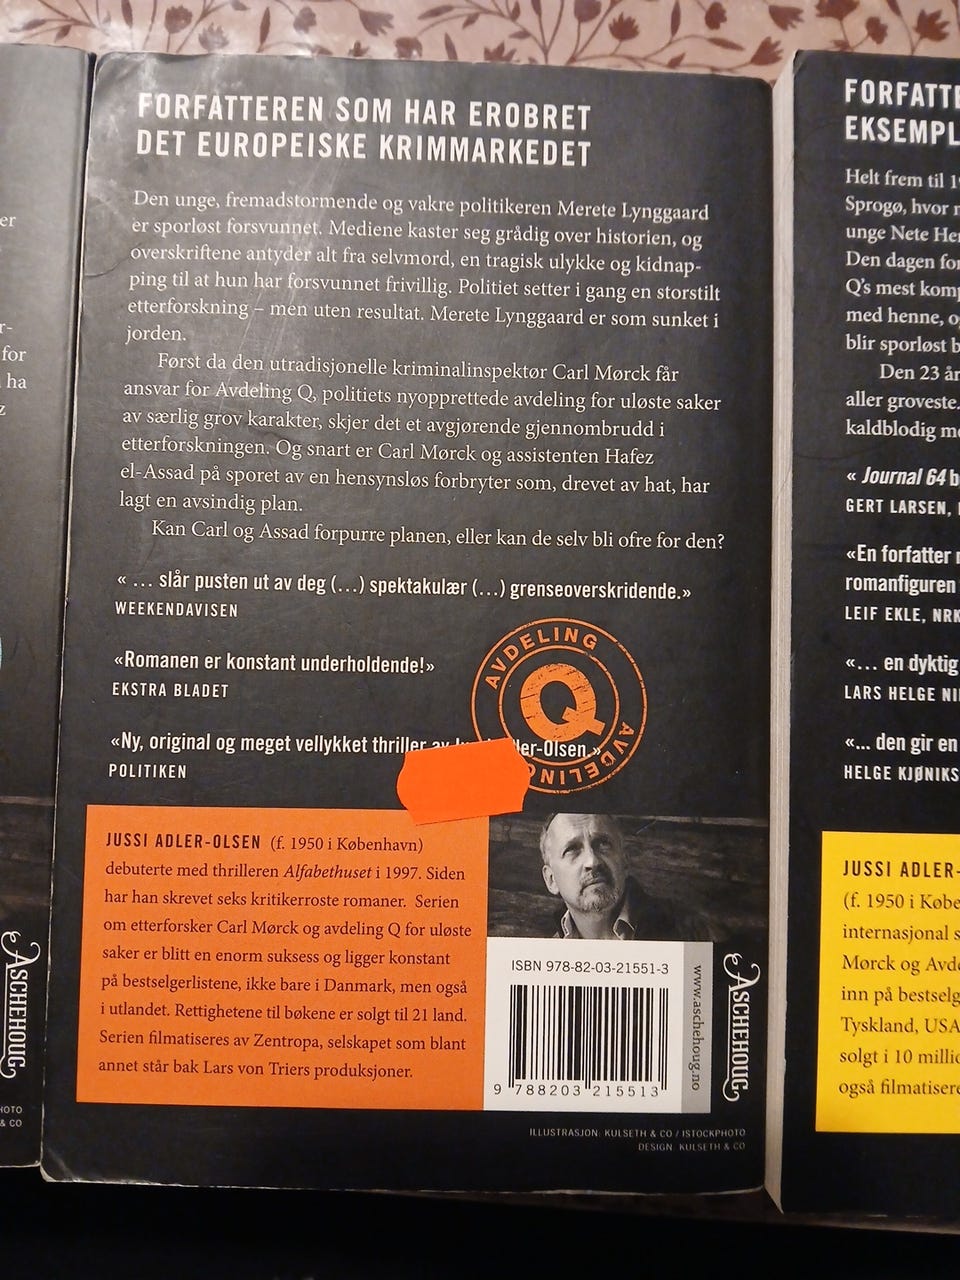 er
r-
for
ha
z
ASCHEHOUG
HOTO
& CO
FORFATTEREN SOM HAR EROBRET
DET EUROPEISKE KRIMMARKEDET
Den unge, fremadstormende og vakre politikeren Merete Lynggaard
er sporløst forsvunnet. Mediene kaster seg grådig over historien, og
overskriftene antyder alt fra selvmord, en tragisk ulykke og kidnap-
ping til at hun har forsvunnet frivillig. Politiet setter i gang en storstilt
etterforskning – men uten resultat. Merete Lynggaard er som sunket i
jorden.
Først da den utradisjonelle kriminalinspektør Carl Mørck får
ansvar for Avdeling Q, politiets nyopprettede avdeling for uløste saker
av særlig grov karakter, skjer det et avgjørende gjennombrudd i
etterforskningen. Og snart er Carl Mørck og assistenten Hafez
el-Assad på sporet av en hensynsløs forbryter som, drevet av hat, har
lagt en avsindig plan.
Kan Carl og Assad forpurre planen, eller kan de selv bli ofre for den?
« … slår pusten ut av deg (…) spektakulær (…) grenseoverskridende.»
WEEKENDAVISEN
«Romanen er konstant underholdende!»
EKSTRA BLADET
«Ny, original og meget vellykket thriller av ler-Olsen.»
POLITIKEN
AVDELING
Q
AVDELING
JUSSI ADLER-OLSEN (f. 1950 i København)
debuterte med thrilleren Alfabethuset i 1997. Siden
har han skrevet seks kritikerroste romaner. Serien
om etterforsker Carl Mørck og avdeling Q for uløste
saker er blitt en enorm suksess og ligger konstant
på bestselgerlistene, ikke bare i Danmark, men også
i utlandet. Rettighetene til bøkene er solgt til 21 land.
Serien filmatiseres av Zentropa, selskapet som blant
annet står bak Lars von Triers produksjoner.
ISBN 978-82-03-21551-3
9 788203 215513
www.aschehoug.no
ASCHEHOUG
ILLUSTRASJON: KULSETH & CO / ISTOCKPHOTO
DESIGN: KULSETH & CO
FORFATTE
EKSEMPL
Helt frem til 1
Sprogø, hvor
unge Nete Her
Den dagen for
Q's mest komp
med henne, o
blir sporløst b
Den 23 år
aller groveste.
kaldblodig m
« Journal 64 b
GERT LARSEN,
«En forfatter
romanfiguren
LEIF EKLE, NRK
«… en dyktig
LARS HELGE NI
«… den gir en
HELGE KJØNIKS
JUSSI ADLER-
(f. 1950 i Købe
internasjonal s
Mørck og Avde
inn på bestselg
Tyskland, USA
solgt i 10 millio
også filmatisere